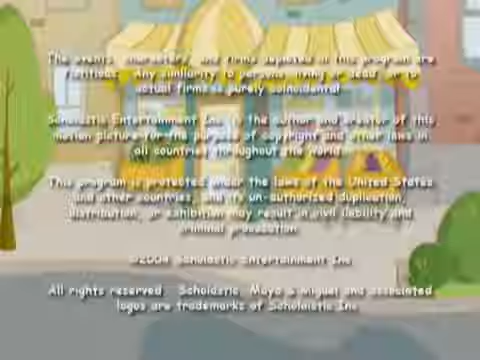 The events, characters, and firms depicted in this program are
fictitious. Any similarity to persons living or dead or to
actual firms is purely coincidental
Scholastic Entertainment Inc. is the author and creator of this
motion picture for the purpose of copyright and other laws in
all countries throughout the World
This program is protected under the laws of the United States
and other countries, and its un-authorized duplication,
distribution, or exhibition may result in civil liability and
criminal prosecution
©2004 Scholastic Entertainment Inc
All rights reserved. Scholastic, Maya & Miguel and associated
logos are trademarks of Scholastic Inc